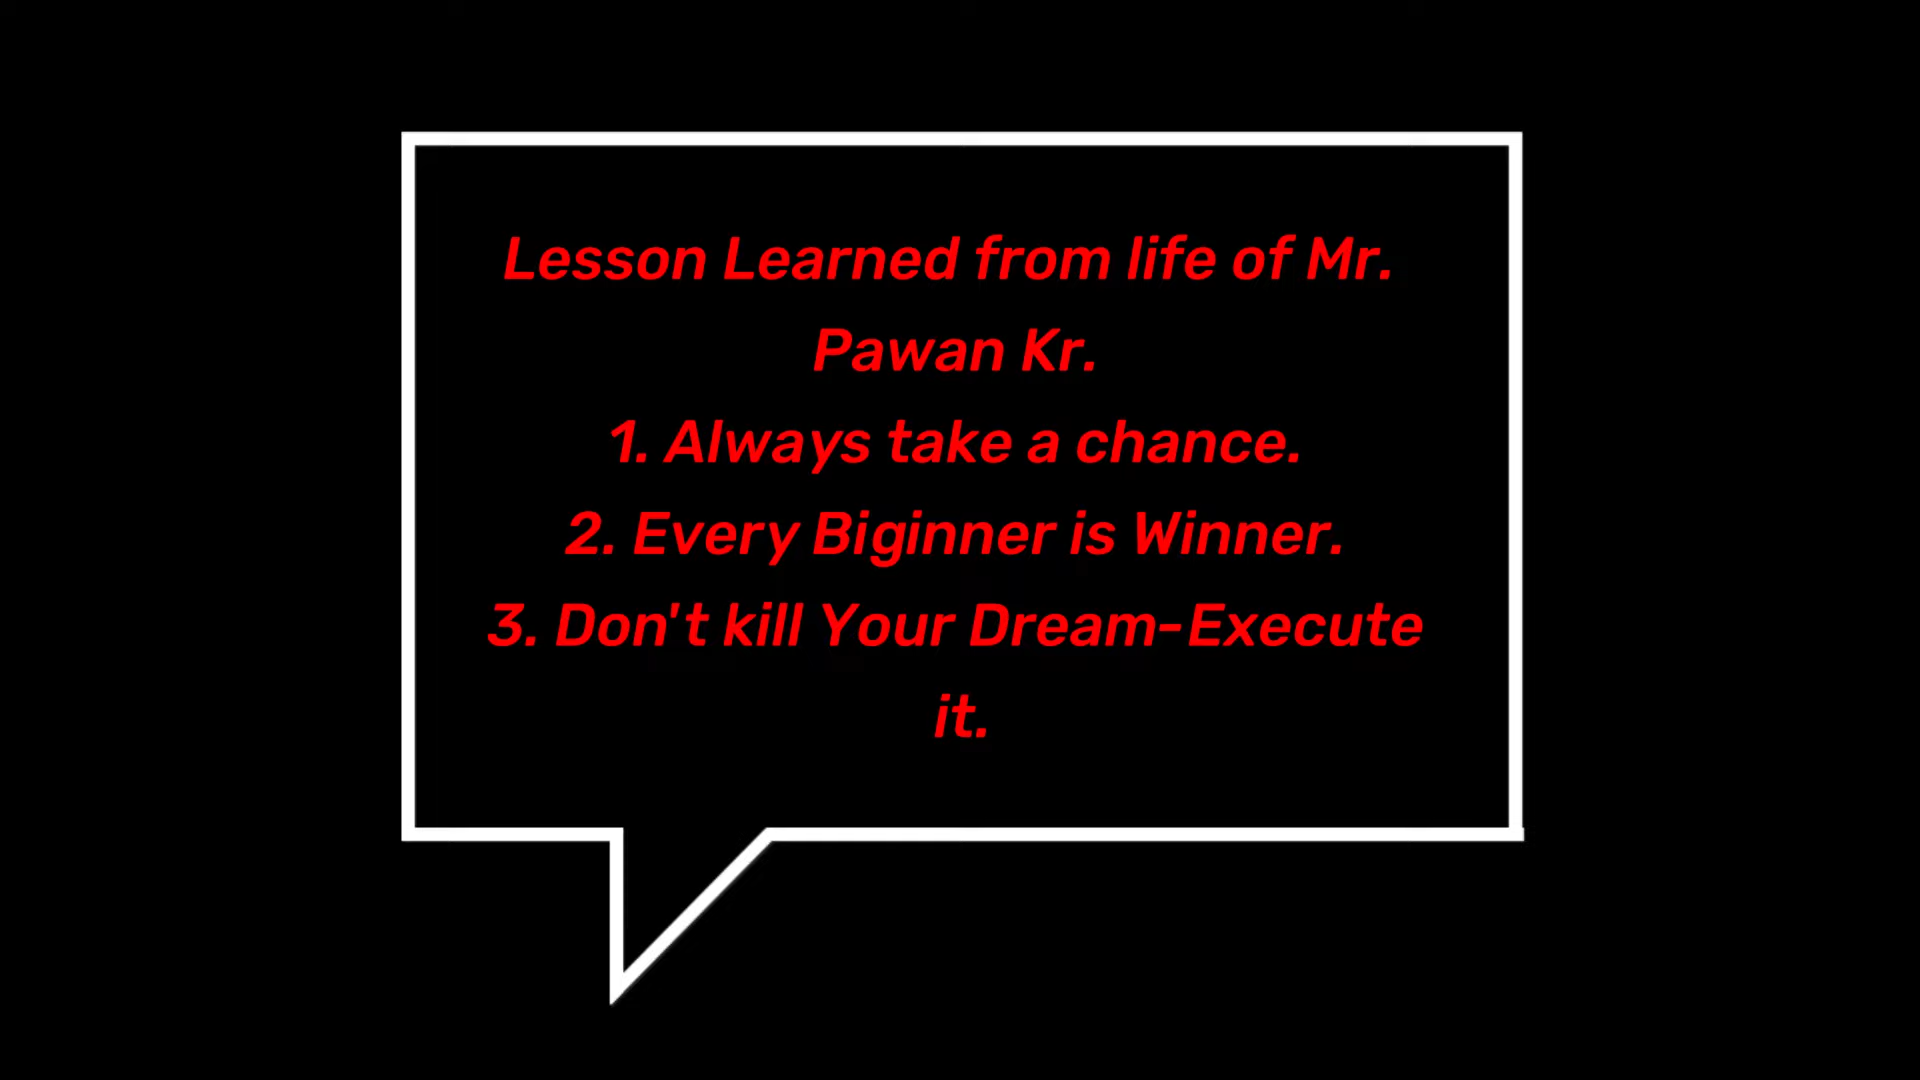 Lesson Learned from life of Mr.
Pawan Kr.
1. Always take a chance.
2. Every Biginner is Winner.
3. Don't kill Your Dream-Execute
it.